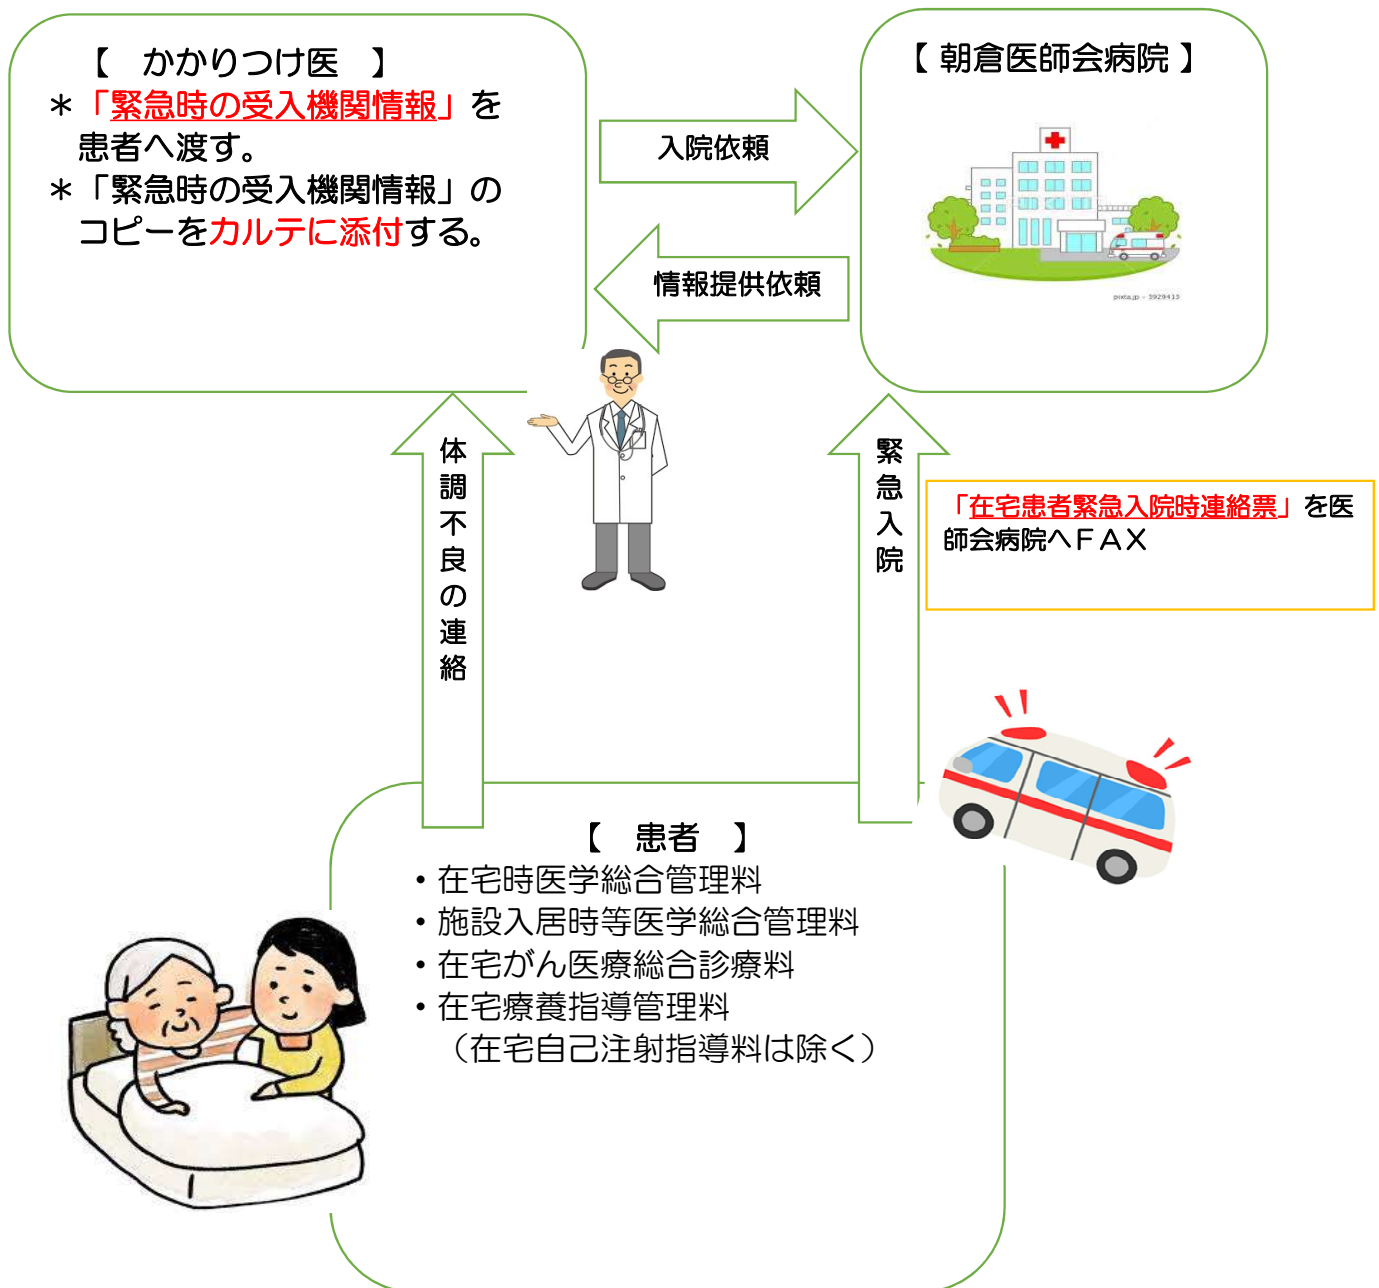 【　かかりつけ医　】
＊「緊急時の受入機関情報」を
患者へ渡す。
＊「緊急時の受入機関情報」の
コピーをカルテに添付する。
入院依頼
情報提供依頼
【 朝倉医師会病院 】
pixta.jp - 3929413
体調不良の連絡
緊急入院
「在宅患者緊急入院時連絡票」を医
師会病院へＦＡＸ
【　患者　】
・在宅時医学総合管理料
・施設入居時等医学総合管理料
・在宅がん医療総合診療料
・在宅療養指導管理料
（在宅自己注射指導料は除く）